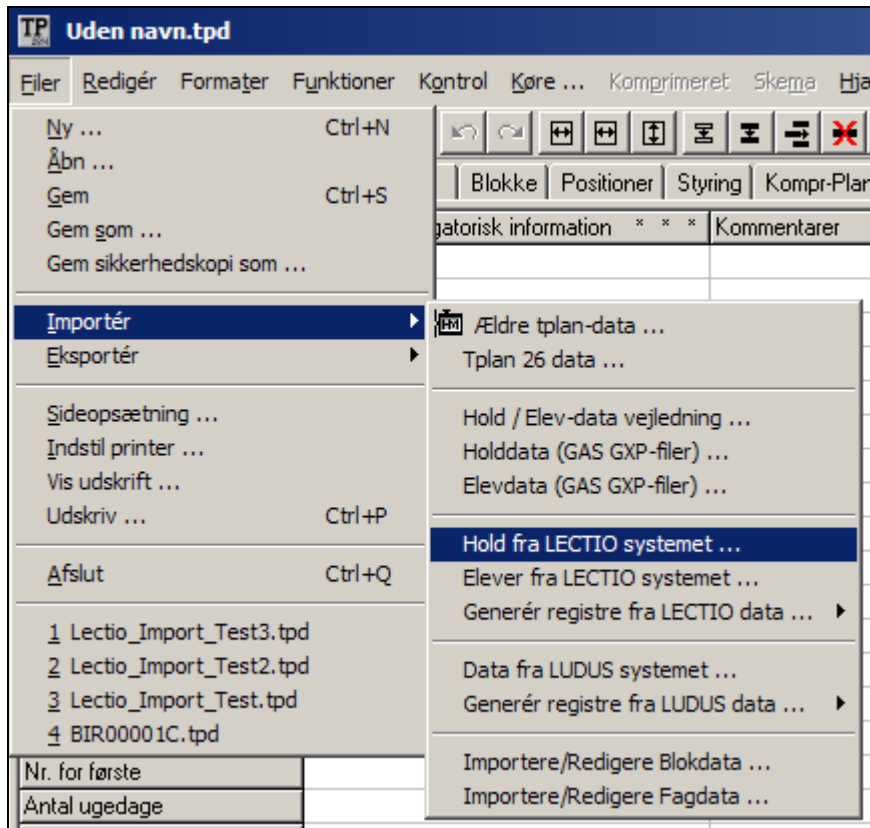 TP Uden navn.tpd
Filer Redigér Formater Funktioner Kontrol Køre ... Komprimeret Skema
Ny ... Ctrl+N
Åbn ...
Gem Ctrl+S
Gem som ...
Gem sikkerhedskopi som ...
Importér
Eksportér
Sideopsætning ...
Indstil printer ...
Vis udskrift ...
Udskriv ... Ctrl+P
Afslut Ctrl+Q
1 Lectio_Import_Test3.tpd
2 Lectio_Import_Test2.tpd
3 Lectio_Import_Test.tpd
4 BIR00001C.tpd
Blokke Positioner Styring Kompr-Plan
gatorisk information * * * Kommentarer
Ældre tplan-data ...
Tplan 26 data ...
Hold / Elev-data vejledning ...
Holddata (GAS GXP-filer) ...
Elevdata (GAS GXP-filer) ...
Hold fra LECTIO systemet ...
Elever fra LECTIO systemet ...
Generér registre fra LECTIO data ...
Data fra LUDUS systemet ...
Generér registre fra LUDUS data ...
Importere/Redigere Blokdata ...
Importere/Redigere Fagdata ...
Nr. for første
Antal ugedage